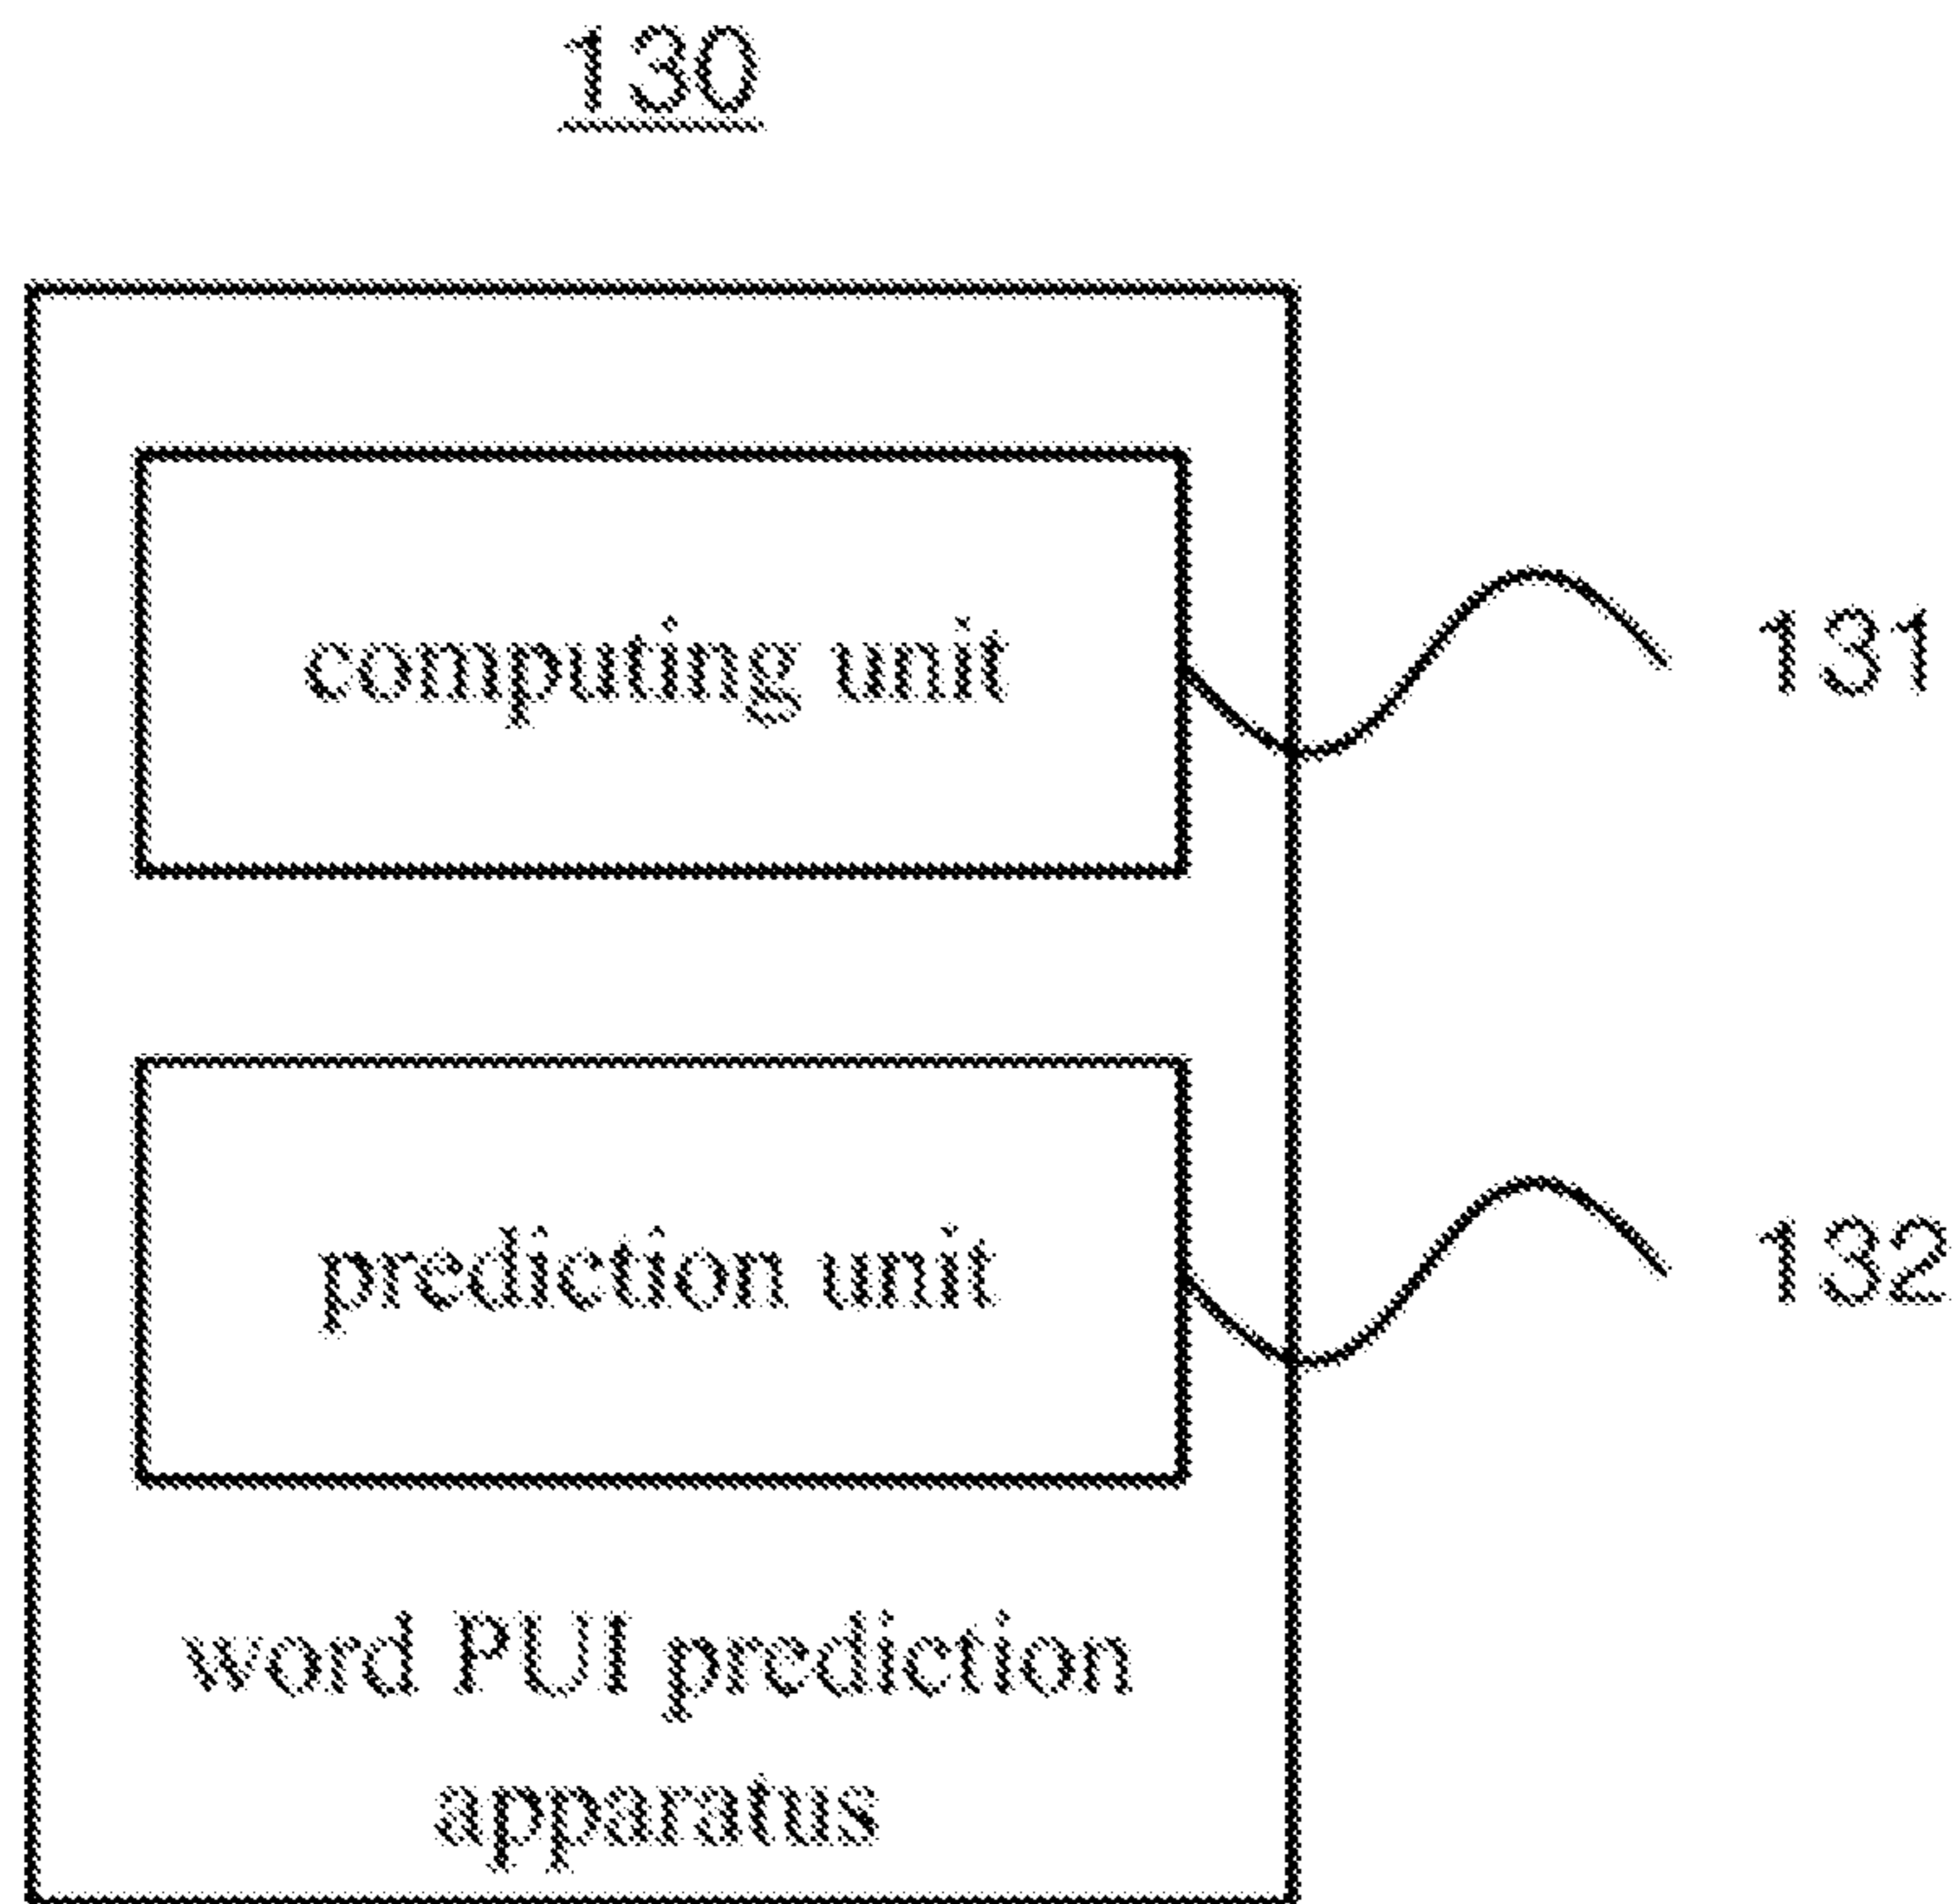 130
computing unit
131
prediction unit
132
word PUI prediction
apparatus